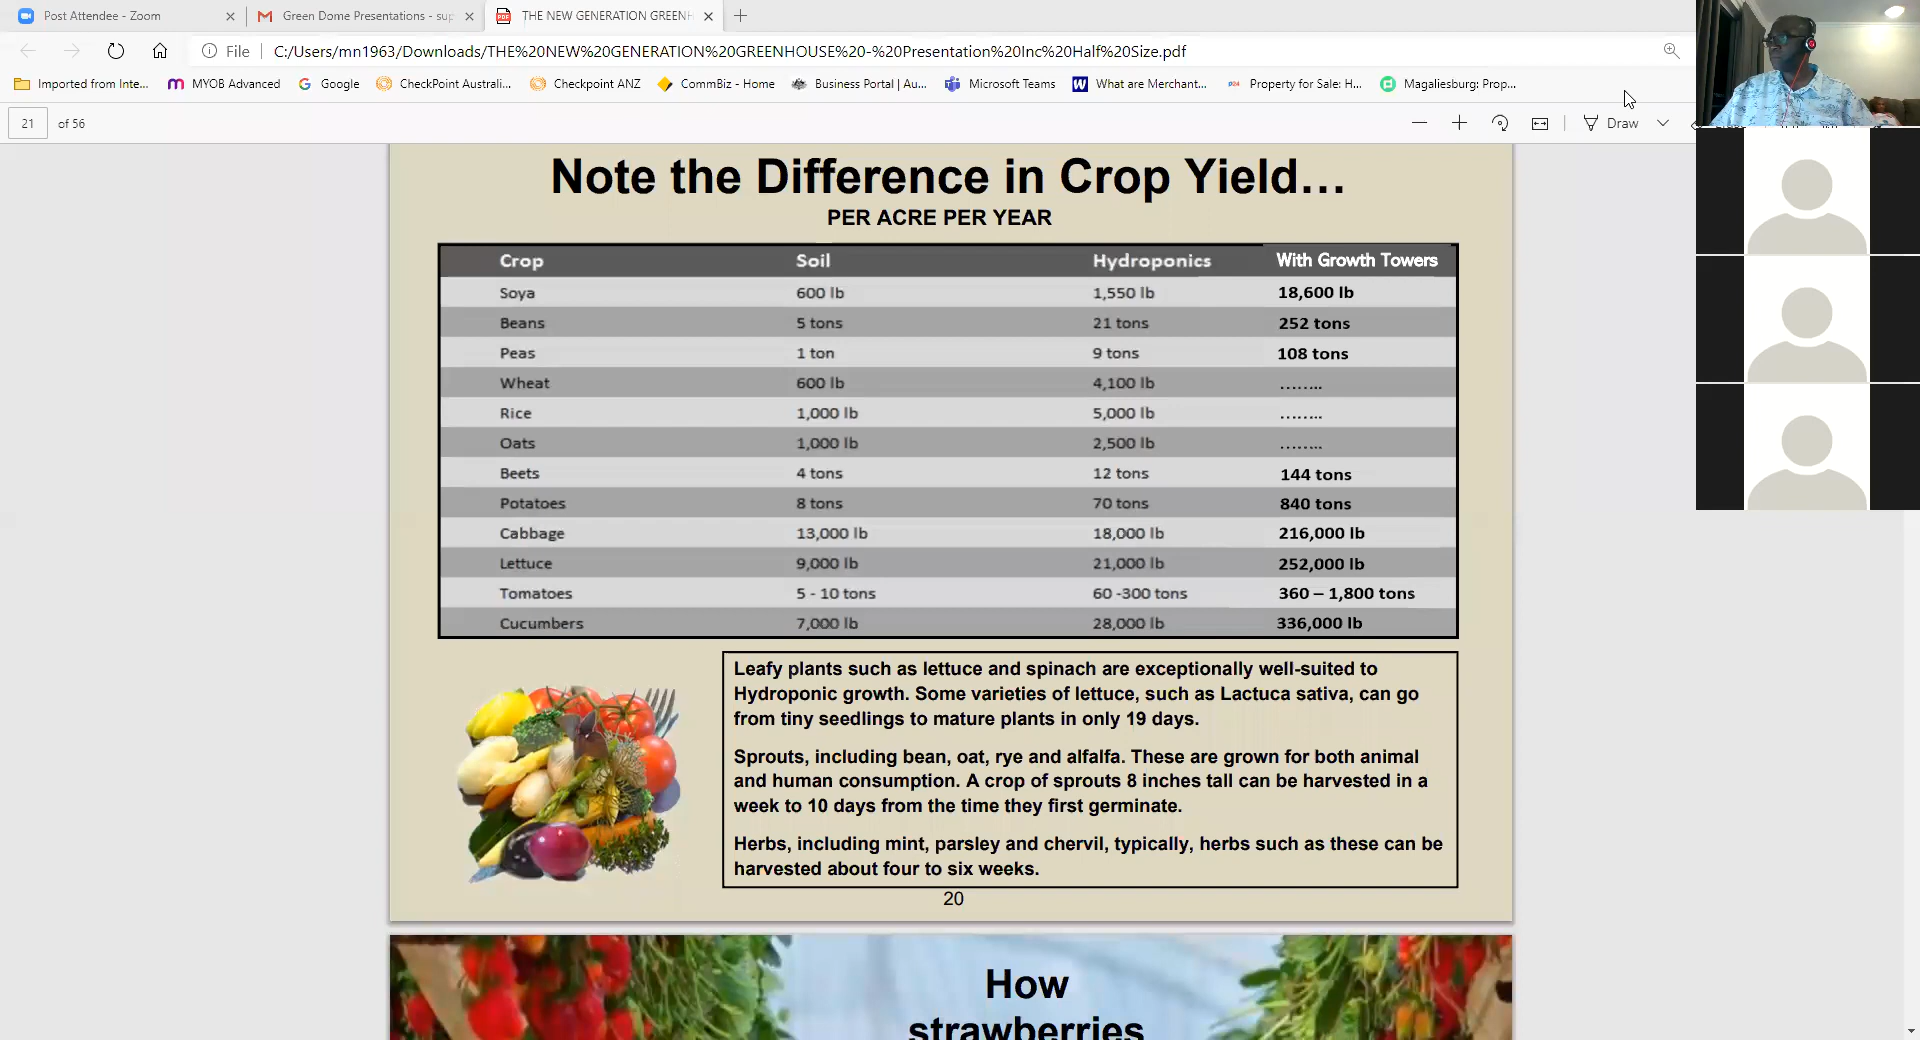 Post Attendee - Zoom
Green Dome Presentations - sup
THE NEW GENERATION GREENH
File
C:/Users/mn1963/Downloads/THE%20NEW%20GENERATION%20GREENHOUSE%20-%20Presentation%20Inc%20Half%20Size.pdf
Imported from Inte... MYOB Advanced Google CheckPoint Australi... Checkpoint ANZ CommBiz - Home Business Portal | Au... Microsoft Teams What are Merchant... Property for Sale: H... Magaliesburg: Prop...
21 of 56
Draw
Note the Difference in Crop Yield...
PER ACRE PER YEAR
Crop Soil Hydroponics With Growth Towers
Soya 600 lb 1,550 lb 18,600 lb
Beans 5 tons 21 tons 252 tons
Peas 1 ton 9 tons 108 tons
Wheat 600 lb 4,100 lb ........
Rice 1,000 lb 5,000 lb ........
Oats 1,000 lb 2,500 lb ........
Beets 4 tons 12 tons 144 tons
Potatoes 8 tons 70 tons 840 tons
Cabbage 13,000 lb 18,000 lb 216,000 lb
Lettuce 9,000 lb 21,000 lb 252,000 lb
Tomatoes 5 - 10 tons 60 -300 tons 360 – 1,800 tons
Cucumbers 7,000 lb 28,000 lb 336,000 lb
Leafy plants such as lettuce and spinach are exceptionally well-suited to
Hydroponic growth. Some varieties of lettuce, such as Lactuca sativa, can go
from tiny seedlings to mature plants in only 19 days.
Sprouts, including bean, oat, rye and alfalfa. These are grown for both animal
and human consumption. A crop of sprouts 8 inches tall can be harvested in a
week to 10 days from the time they first germinate.
Herbs, including mint, parsley and chervil, typically, herbs such as these can be
harvested about four to six weeks.
20
How
strawberries